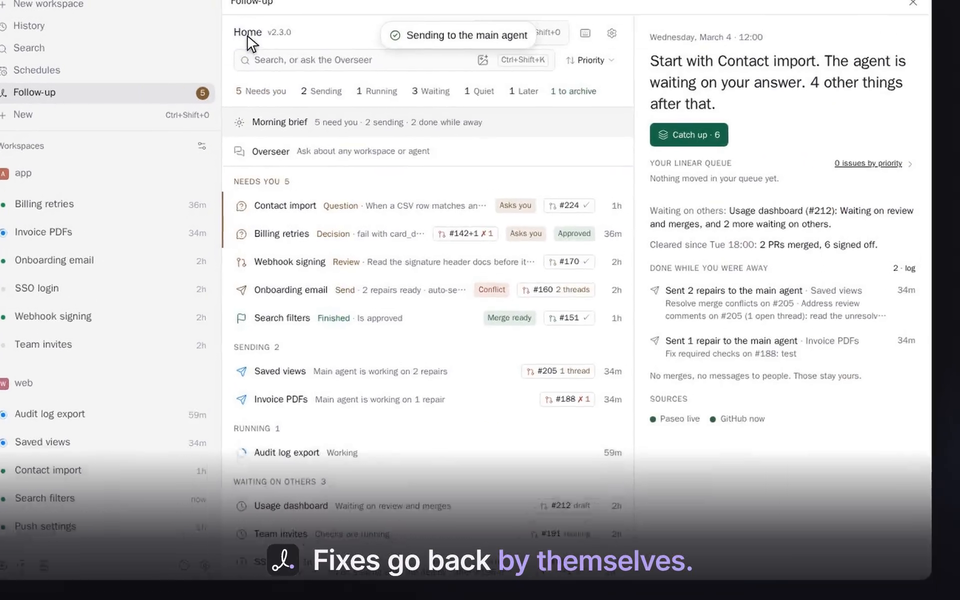 New workspace
History
Search
Schedules
Follow-up 5
New Ctrl+Shift+O
Workspaces
A app
Billing retries 36m
Invoice PDFs 34m
Onboarding email 2h
SSO login 2h
Webhook signing 2h
Team invites 2h
W web
Audit log export 59m
Saved views 34m
Contact import 1h
Search filters now
Push settings 1h
Follow-up
Home v2.3.0
Sending to the main agent
Shift+O
Search, or ask the Overseer Ctrl+Shift+K Priority
5 Needs you 2 Sending 1 Running 3 Waiting 1 Quiet 1 Later 1 to archive
Morning brief 5 need you · 2 sending · 2 done while away
Overseer Ask about any workspace or agent
NEEDS YOU 5
Contact import Question · When a CSV row matches an··· Asks you #224 ✓ 1h
Billing retries Decision · fail with card_d··· #142+1 ✗ 1 Asks you Approved 36m
Webhook signing Review · Read the signature header docs before it··· #170 ✓ 2h
Onboarding email Send · 2 repairs ready · auto-se··· Conflict #160 2 threads 2h
Search filters Finished · Is approved Merge ready #151 ✓ 1h
SENDING 2
Saved views Main agent is working on 2 repairs #205 1 thread 34m
Invoice PDFs Main agent is working on 1 repair #188 ✗ 1 34m
RUNNING 1
Audit log export Working 59m
WAITING ON OTHERS 3
Usage dashboard Waiting on review and merges #212 draft 2h
Team invites Checks are running #191 2h
Wednesday, March 4 · 12:00
Start with Contact import. The agent is
waiting on your answer. 4 other things
after that.
Catch up · 6
YOUR LINEAR QUEUE 0 issues by priority
Nothing moved in your queue yet.
Waiting on others: Usage dashboard (#212): Waiting on review
and merges, and 2 more waiting on others.
Cleared since Tue 18:00: 2 PRs merged, 6 signed off.
DONE WHILE YOU WERE AWAY 2 · log
Sent 2 repairs to the main agent · Saved views 34m
Resolve merge conflicts on #205 · Address review
comments on #205 (1 open thread): read the unresolv···
Sent 1 repair to the main agent · Invoice PDFs 34m
Fix required checks on #188: test
No merges, no messages to people. Those stay yours.
SOURCES
Paseo live GitHub now
Fixes go back by themselves.